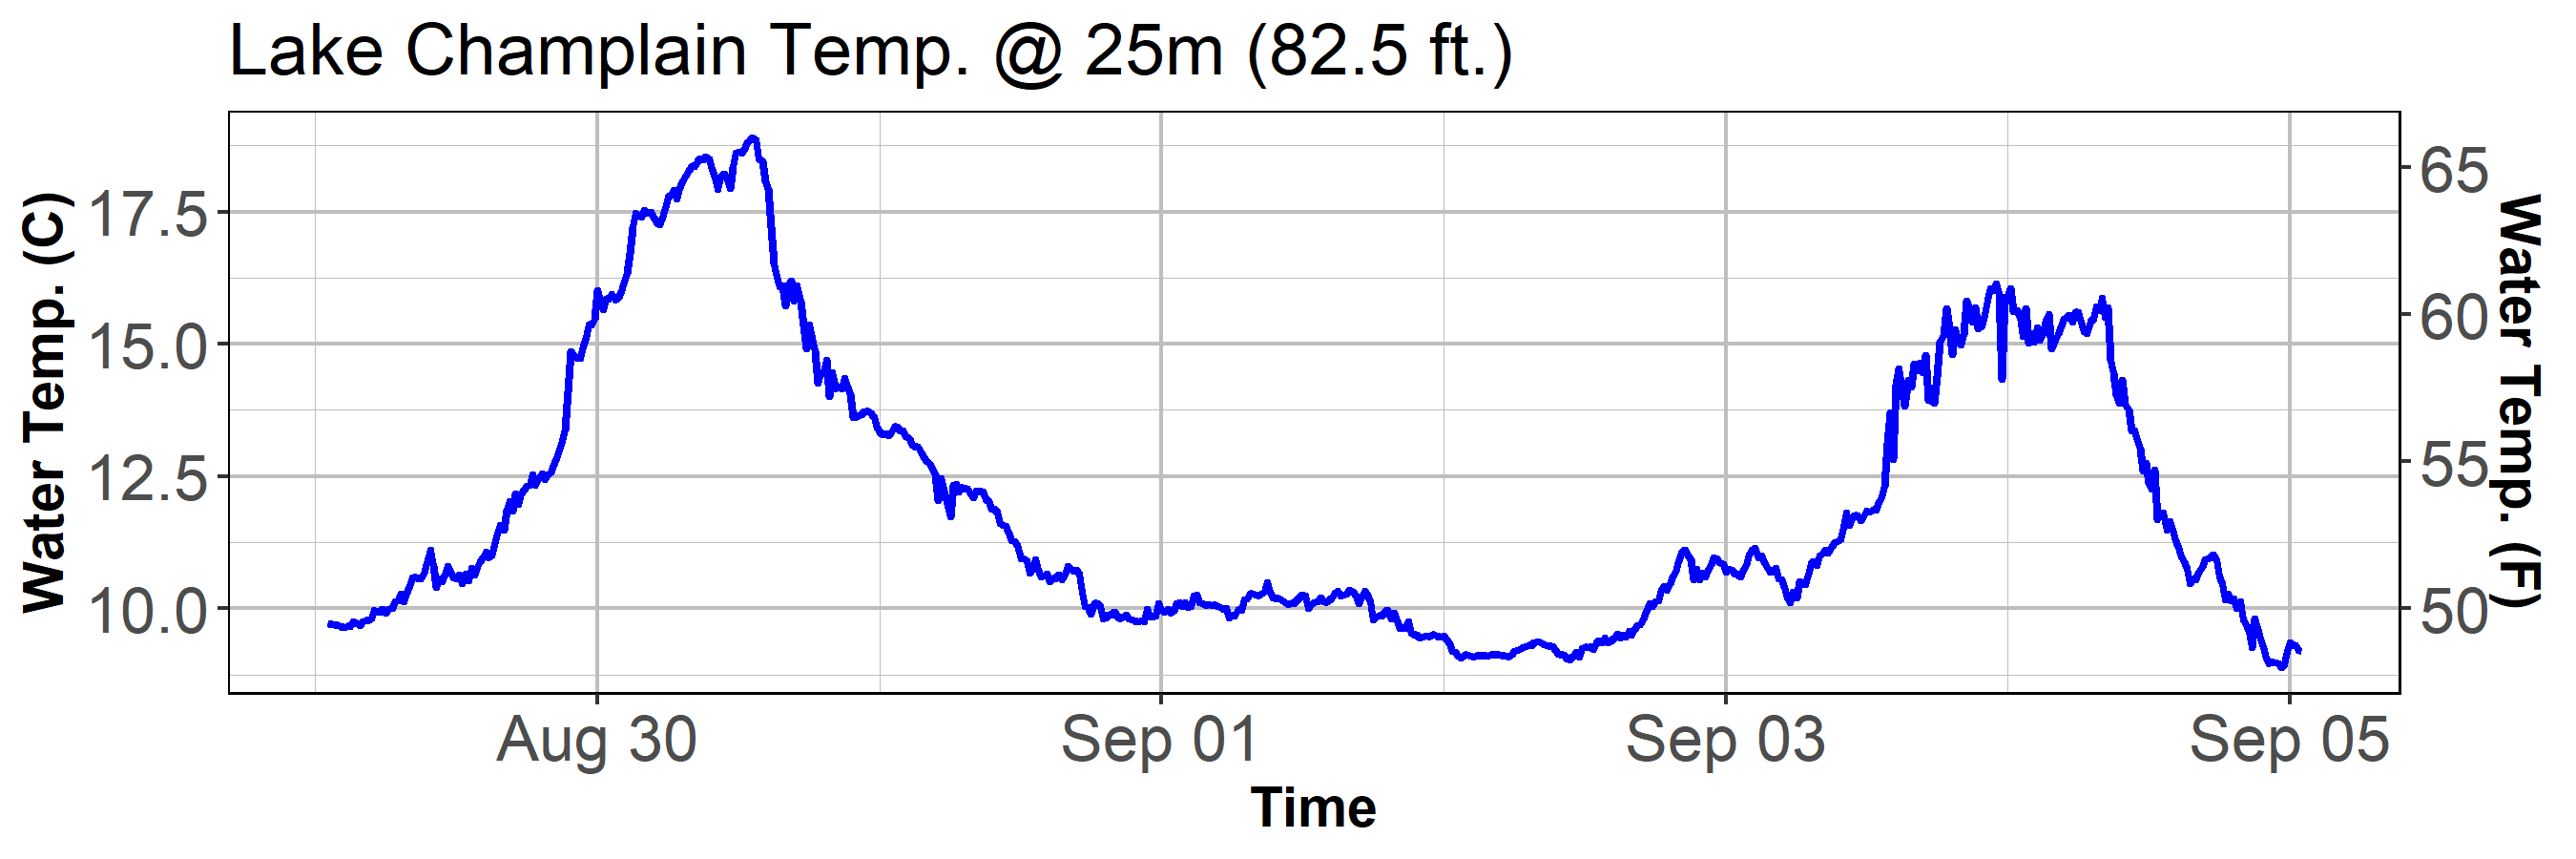 Lake Champlain Temp. @ 25m (82.5 ft.)
Water Temp. (C)
17.5
15.0
12.5
10.0
65
60
55
50
Water Temp. (F)
Aug 30
Sep 01
Sep 03
Sep 05
Time